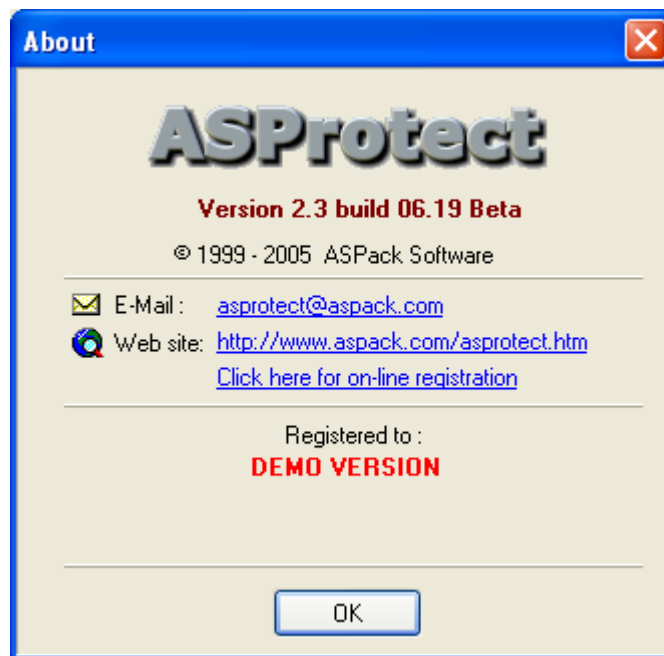 About
ASProtect
Version 2.3 build 06.19 Beta
© 1999 - 2005 ASPack Software
E-Mail : asprotect@aspack.com
Web site: http://www.aspack.com/asprotect.htm
Click here for on-line registration
Registered to :
DEMO VERSION
OK